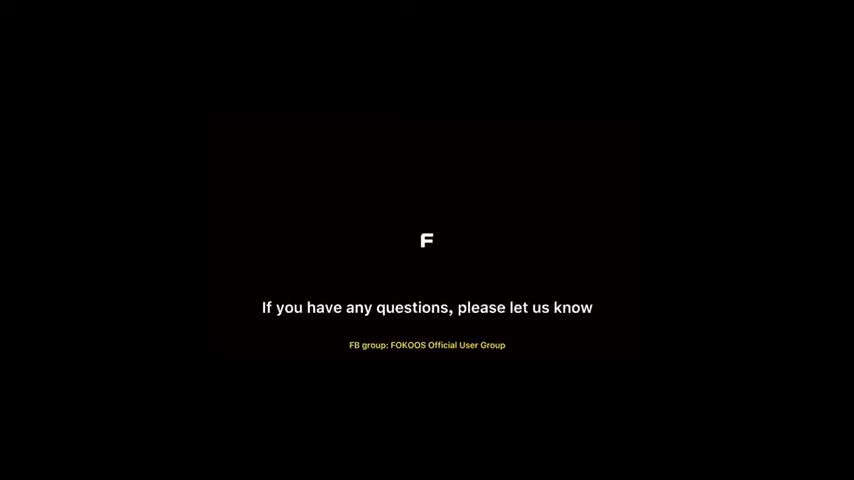 F
If you have any questions, please let us know
FB group: FOKOOS Official User Group